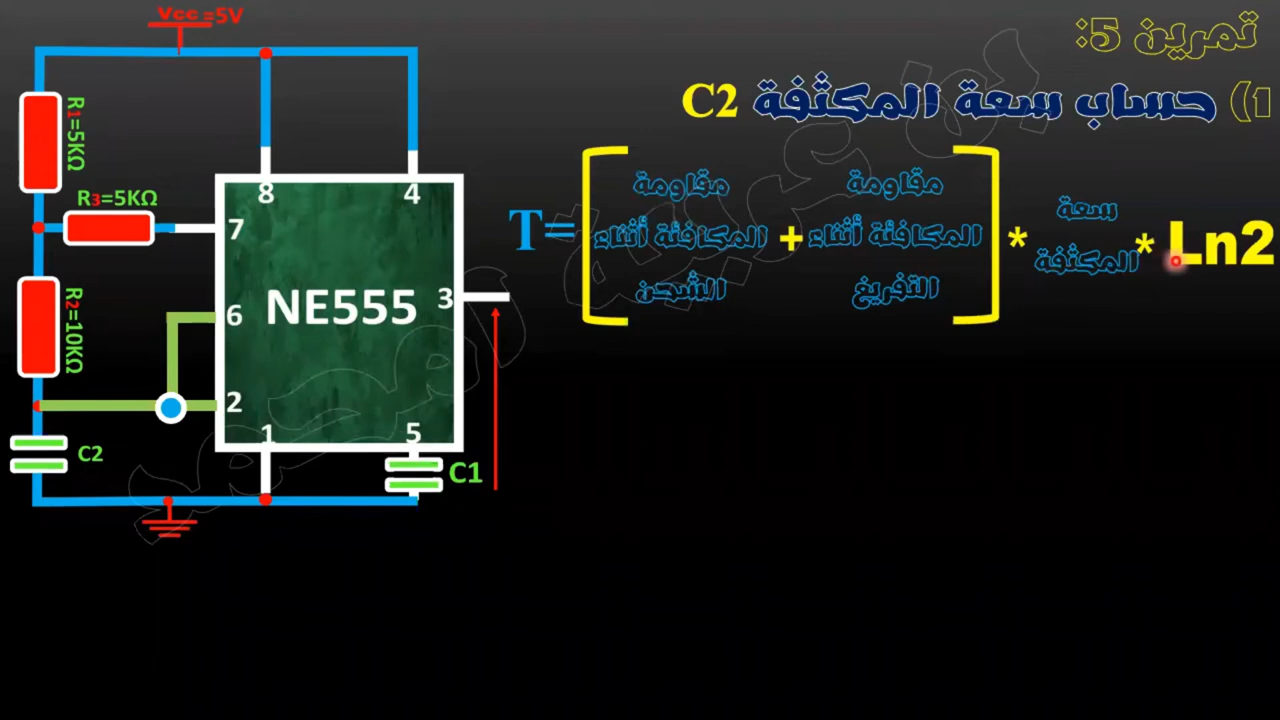 تمرين 5:
1) حساب سعة المكثفة C2
T= [ مقاومة المكافئة أثناء الشحن + مقاومة المكافئة أثناء التفريغ ] * سعة المكثفة * Ln2
Vcc =5V
R1=5KΩ
R3=5KΩ
R2=10KΩ
8
4
7
6
NE555
3
2
1
5
C2
C1